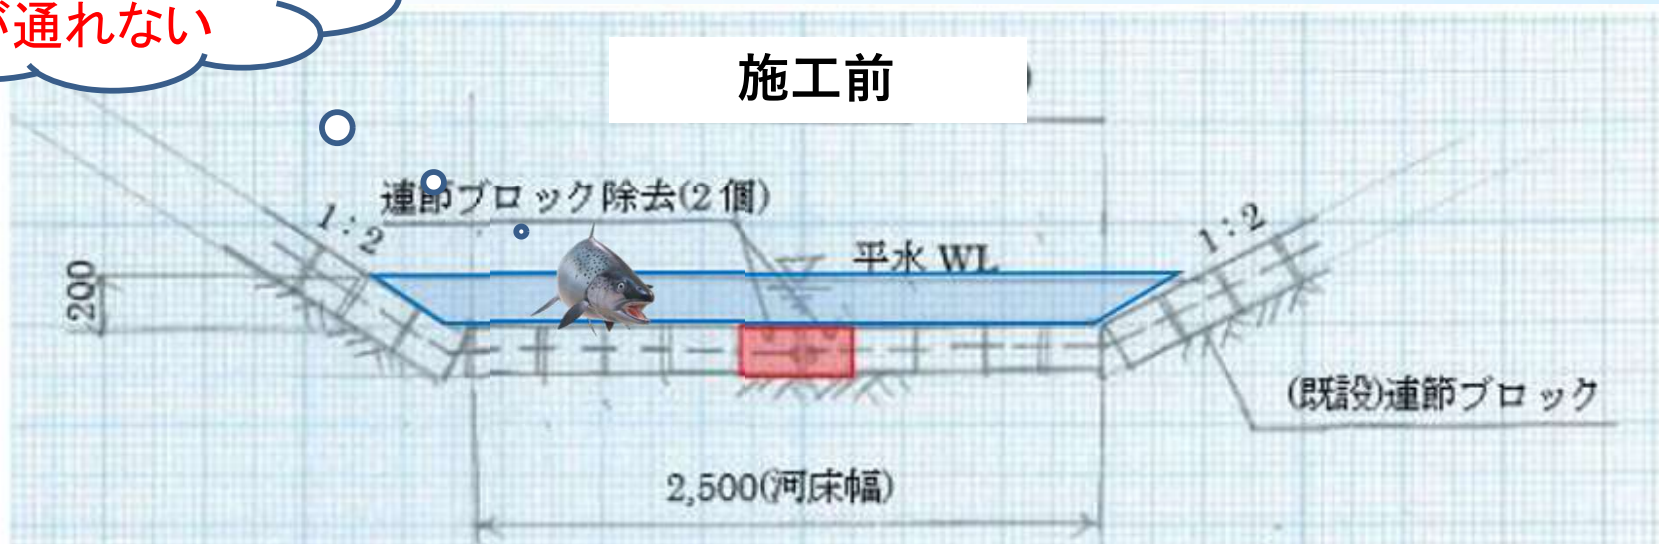 が通れない
施工前
連節ブロック除去(2個)
1:2
平水 WL
1:2
200
(既設)連節ブロック
2,500(河床幅)